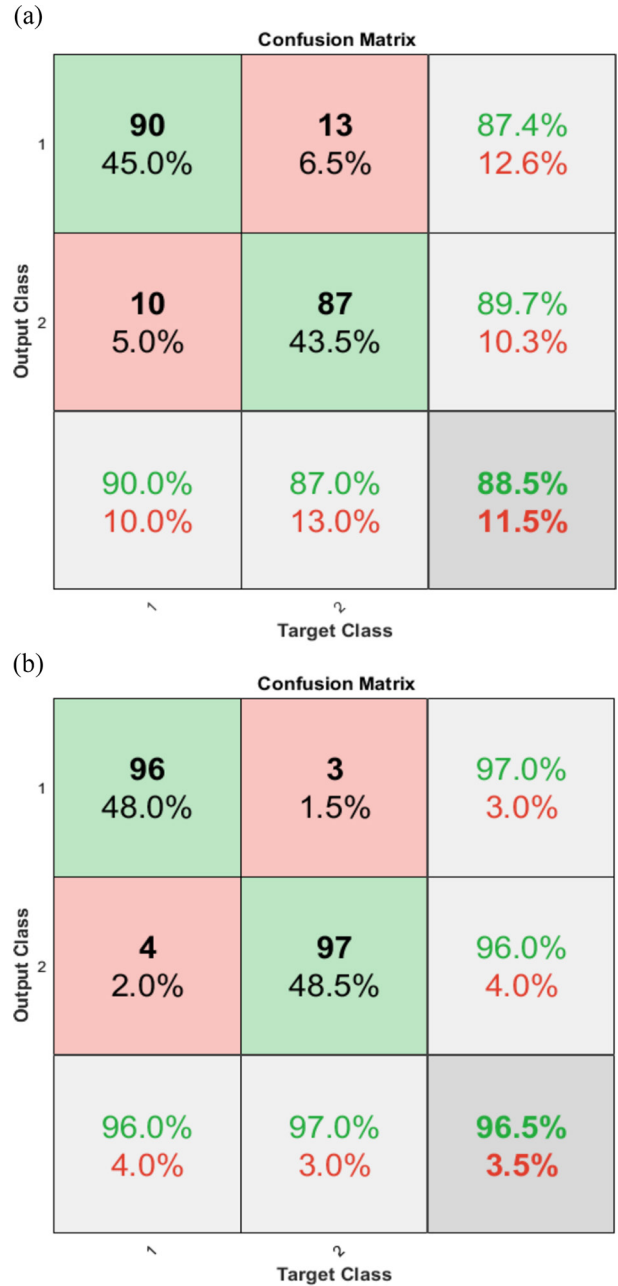 (a)
Confusion Matrix
90 13 87.4%
1
45.0% 6.5% 12.6%
Output Class
10 87 89.7%
2
5.0% 43.5% 10.3%
90.0% 87.0% 88.5%
10.0% 13.0% 11.5%
1 2
Target Class
(b)
Confusion Matrix
96 3 97.0%
1
48.0% 1.5% 3.0%
Output Class
4 97 96.0%
2
2.0% 48.5% 4.0%
96.0% 97.0% 96.5%
4.0% 3.0% 3.5%
1 2
Target Class